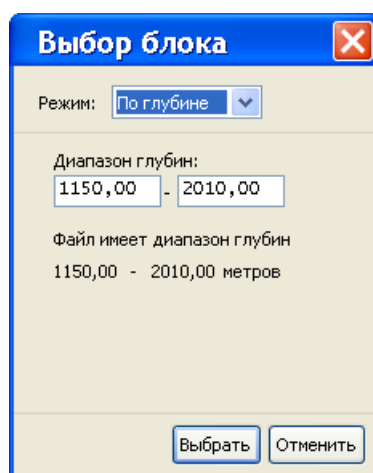 Выбор блока
Режим: По глубине
Диапазон глубин:
1150,00 - 2010,00
Файл имеет диапазон глубин
1150,00 - 2010,00 метров
Выбрать Отменить